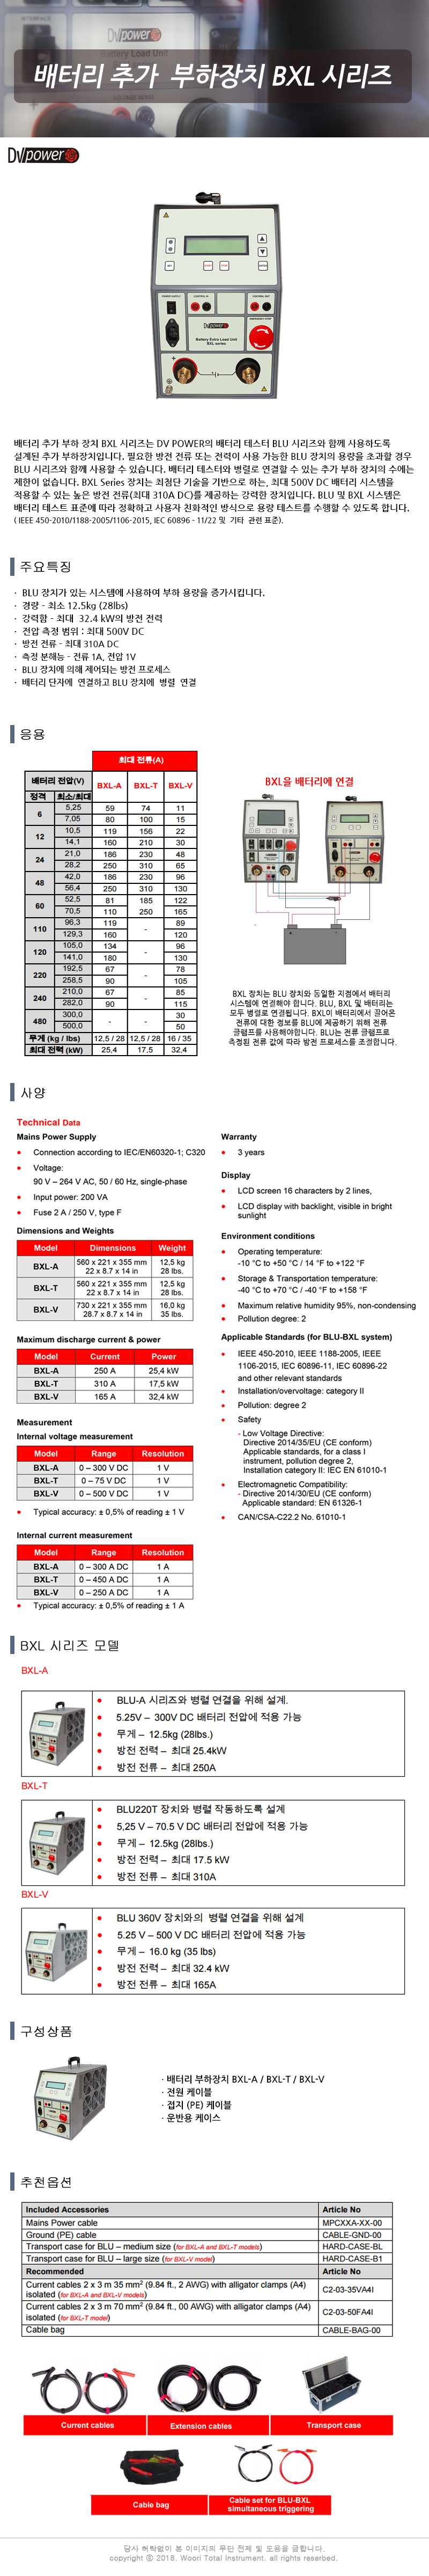 DVpower
배터리 추가 부하장치 BXL 시리즈
DVpower
배터리 추가 부하 장치 BXL 시리즈는 DV POWER의 배터리 테스터 BLU 시리즈와 함께 사용하도록
설계된 추가 부하장치입니다. 필요한 방전 전류 또는 전력이 사용 가능한 BLU 장치의 용량을 초과할 경우
BLU 시리즈와 함께 사용할 수 있습니다. 배터리 테스터와 병렬로 연결할 수 있는 추가 부하 장치의 수에는
제한이 없습니다. BXL Series 장치는 최첨단 기술을 기반으로 하는, 최대 500V DC 배터리 시스템을
적용할 수 있는 높은 방전 전류(최대 310A DC)를 제공하는 강력한 장치입니다. BLU 및 BXL 시스템은
배터리 테스트 표준에 따라 정확하고 사용자 친화적인 방식으로 용량 테스트를 수행할 수 있도록 합니다.
( IEEE 450-2010/1188-2005/1106-2015, IEC 60896 - 11/22 및 기타 관련 표준).
주요특징
· BLU 장치가 있는 시스템에 사용하여 부하 용량을 증가시킵니다.
· 경량 – 최소 12.5kg (28lbs)
· 강력함 – 최대 32.4 kW의 방전 전력
· 전압 측정 범위 : 최대 500V DC
· 방전 전류 – 최대 310A DC
· 측정 분해능 – 전류 1A, 전압 1V
· BLU 장치에 의해 제어되는 방전 프로세스
· 배터리 단자에 연결하고 BLU 장치에 병렬 연결
응용
최대 전류(A)
배터리 전압(V) BXL-A BXL-T BXL-V
정격 최소/최대
6 5,25 59 74 11
7,05 80 100 15
12 10,5 119 156 22
14,1 160 210 30
24 21,0 186 230 48
28,2 250 310 65
48 42,0 186 230 96
56,4 250 310 130
60 52,5 81 185 122
70,5 110 250 165
110 96,3 119 - 89
129,3 160 120
120 105,0 134 - 96
141,0 180 130
220 192,5 67 - 78
258,5 90 105
240 210,0 67 - 85
282,0 90 115
480 300,0 - - 30
500,0 50
무게 (kg / lbs) 12,5 / 28 12,5 / 28 16 / 35
최대 전력 (kW) 25,4 17,5 32,4
BXL을 배터리에 연결
BXL 장치는 BLU 장치와 동일한 지점에서 배터리
시스템에 연결해야 합니다. BLU, BXL 및 배터리는
모두 병렬로 연결됩니다. BXL이 배터리에서 끌어온
전류에 대한 정보를 BLU에 제공하기 위해 전류
클램프를 사용해야합니다. BLU는 전류 클램프로
측정된 전류 값에 따라 방전 프로세스를 조절합니다.
사양
Technical Data
Mains Power Supply
• Connection according to IEC/EN60320-1; C320
• Voltage:
90 V – 264 V AC, 50 / 60 Hz, single-phase
• Input power: 200 VA
• Fuse 2 A / 250 V, type F
Dimensions and Weights
Model Dimensions Weight
BXL-A 560 x 221 x 355 mm 12,5 kg
22 x 8.7 x 14 in 28 lbs.
BXL-T 560 x 221 x 355 mm 12,5 kg
22 x 8.7 x 14 in 28 lbs.
BXL-V 730 x 221 x 355 mm 16,0 kg
28.7 x 8.7 x 14 in 35 lbs.
Maximum discharge current & power
Model Current Power
BXL-A 250 A 25,4 kW
BXL-T 310 A 17,5 kW
BXL-V 165 A 32,4 kW
Measurement
Internal voltage measurement
Model Range Resolution
BXL-A 0 – 300 V DC 1 V
BXL-T 0 – 75 V DC 1 V
BXL-V 0 – 500 V DC 1 V
• Typical accuracy: ± 0,5% of reading ± 1 V
Internal current measurement
Model Range Resolution
BXL-A 0 – 300 A DC 1 A
BXL-T 0 – 450 A DC 1 A
BXL-V 0 – 250 A DC 1 A
• Typical accuracy: ± 0,5% of reading ± 1 A
Warranty
• 3 years
Display
• LCD screen 16 characters by 2 lines,
• LCD display with backlight, visible in bright
sunlight
Environment conditions
• Operating temperature:
-10 °C to +50 °C / 14 °F to +122 °F
• Storage & Transportation temperature:
-40 °C to +70 °C / -40 °F to +158 °F
• Maximum relative humidity 95%, non-condensing
• Pollution degree: 2
Applicable Standards (for BLU-BXL system)
• IEEE 450-2010, IEEE 1188-2005, IEEE
1106-2015, IEC 60896-11, IEC 60896-22
and other relevant standards
• Installation/overvoltage: category II
• Pollution: degree 2
• Safety
- Low Voltage Directive:
Directive 2014/35/EU (CE conform)
Applicable standards, for a class I
instrument, pollution degree 2,
Installation category II: IEC EN 61010-1
• Electromagnetic Compatibility:
- Directive 2014/30/EU (CE conform)
Applicable standard: EN 61326-1
• CAN/CSA-C22.2 No. 61010-1
BXL 시리즈 모델
BXL-A
• BLU-A 시리즈와 병렬 연결을 위해 설계.
• 5.25V – 300V DC 배터리 전압에 적용 가능
• 무게 – 12.5kg (28lbs.)
• 방전 전력 – 최대 25.4kW
• 방전 전류 – 최대 250A
BXL-T
• BLU220T 장치와 병렬 작동하도록 설계
• 5,25 V – 70.5 V DC 배터리 전압에 적용 가능
• 무게 – 12.5kg (28lbs.)
• 방전 전력 – 최대 17.5 kW
• 방전 전류 – 최대 310A
BXL-V
• BLU 360V 장치와의 병렬 연결을 위해 설계
• 5.25 V – 500 V DC 배터리 전압에 적용 가능
• 무게 – 16.0 kg (35 lbs)
• 방전 전력 – 최대 32.4 kW
• 방전 전류 – 최대 165A
구성상품
· 배터리 부하장치 BXL-A / BXL-T / BXL-V
· 전원 케이블
· 접지 (PE) 케이블
· 운반용 케이스
추천옵션
Included Accessories Article No
Mains Power cable MPCXXA-XX-00
Ground (PE) cable CABLE-GND-00
Transport case for BLU – medium size (for BXL-A and BXL-T models) HARD-CASE-BL
Transport case for BLU – large size (for BXL-V model) HARD-CASE-B1
Recommended Article No
Current cables 2 x 3 m 35 mm² (9.84 ft., 2 AWG) with alligator clamps (A4)
isolated (for BXL-A and BXL-V models) C2-03-35VA4I
Current cables 2 x 3 m 70 mm² (9.84 ft., 00 AWG) with alligator clamps (A4)
isolated (for BXL-T model) C2-03-50FA4I
Cable bag CABLE-BAG-00
Current cables
Extension cables
Transport case
Cable bag
Cable set for BLU-BXL
simultaneous triggering
당사 허락없이 본 이미지의 무단 전제 및 도용을 금합니다.
copyright ⓒ 2018. Woori Total Instrument. all rights reserbed.